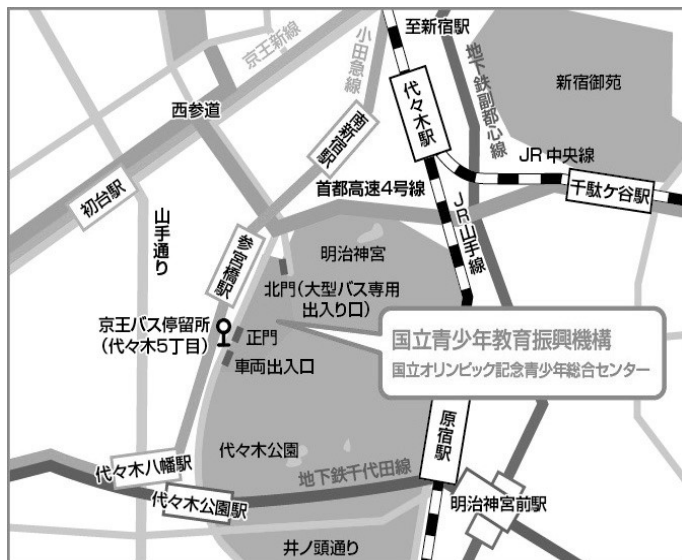 至新宿駅
小田急線
京王新線
地下鉄副都心線
新宿御苑
代々木駅
西参道
南新宿駅
JR中央線
千駄ケ谷駅
首都高速4号線
初台駅
山手通り
JR山手線
参宮橋駅
明治神宮
北門(大型バス専用
出入り口)
京王バス停留所
(代々木5丁目)
正門
車両出入口
国立青少年教育振興機構
国立オリンピック記念青少年総合センター
原宿駅
代々木公園
代々木八幡駅
地下鉄千代田線
代々木公園駅
明治神宮前駅
井ノ頭通り